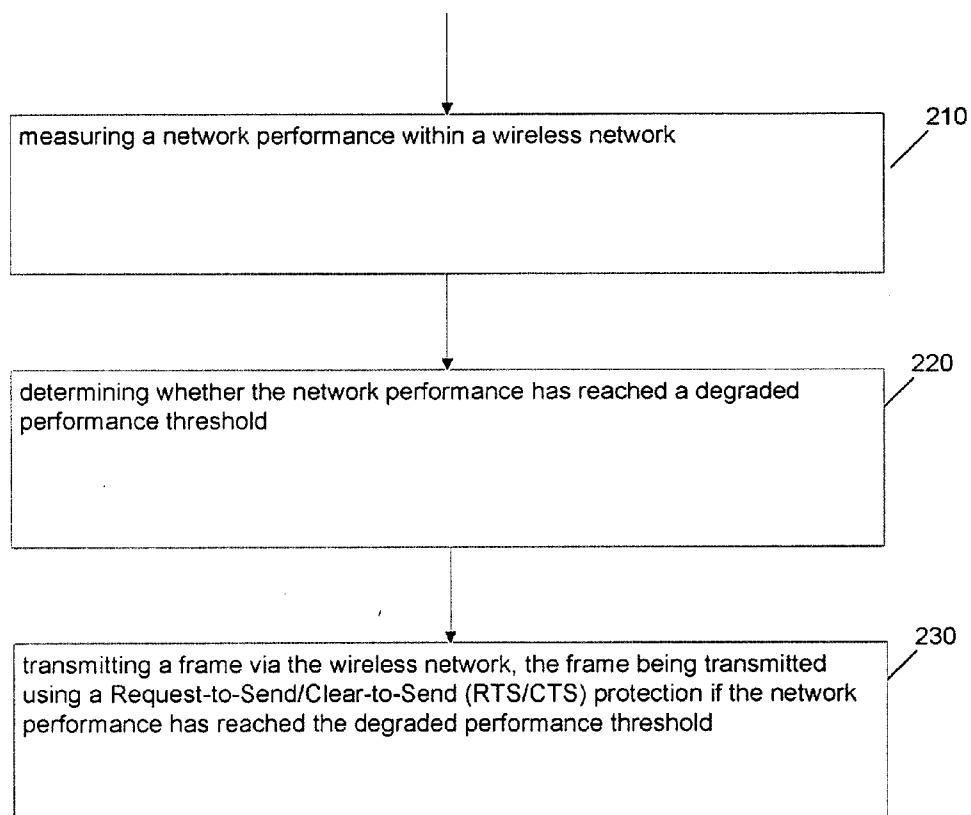 210
measuring a network performance within a wireless network
220
determining whether the network performance has reached a degraded
performance threshold
230
transmitting a frame via the wireless network, the frame being transmitted
using a Request-to-Send/Clear-to-Send (RTS/CTS) protection if the network
performance has reached the degraded performance threshold